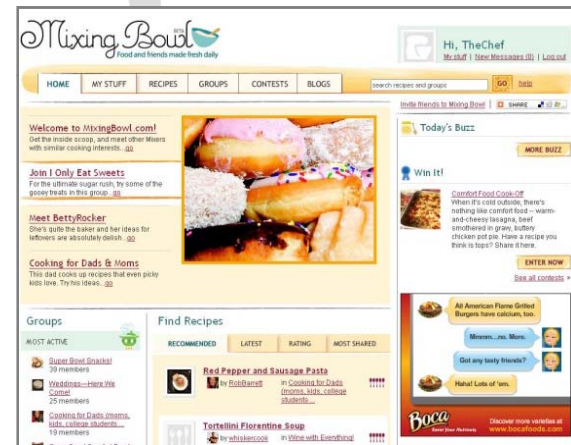 Mixing Bowl
BETA
Food and friends made fresh daily
Hi, TheChef
My stuff | New Messages (0) | Log out
HOME
MY STUFF
RECIPES
GROUPS
CONTESTS
BLOGS
search recipes and groups
GO
help
Invite friends to Mixing Bowl
SHARE
Welcome to MixingBowl.com!
Get the inside scoop, and meet other Mixers
with similar cooking interests...go
Join I Only Eat Sweets
For the ultimate sugar rush, try some of the
gooey treats in this group...go
Meet BettyRocker
She's quite the baker and her ideas for
leftovers are absolutely delish...go
Cooking for Dads & Moms
This dad cooks up recipes that even picky
kids love. Try his ideas...go
Today's Buzz
MORE BUZZ
Win It!
Comfort Food Cook-Off
When it's cold outside, there's
nothing like comfort food -- warm-
and-cheesy lasagna, beef
smothered in gravy, buttery
chicken pot pie. Have a recipe you
think is tops? Share it here.
ENTER NOW
See all contests »
Groups
MOST ACTIVE
Super Bowl Snacks!
39 members
Weddings—Here We
Come!
25 members
Cooking for Dads (moms,
kids, college students...
19 members
Find Recipes
RECOMMENDED
LATEST
RATING
MOST SHARED
Red Pepper and Sausage Pasta
by RobBarrett
in Cooking for Dads
(moms, kids, college
students...
Tortellini Florentine Soup
by whiskercook
in Wine with Everything!
All American Flame Grilled
Burgers have calcium, too.
Mmmm...no. More.
Got any tasty friends?
Haha! Lots of 'em.
Boca
Discover more varieties at
www.bocafoods.com